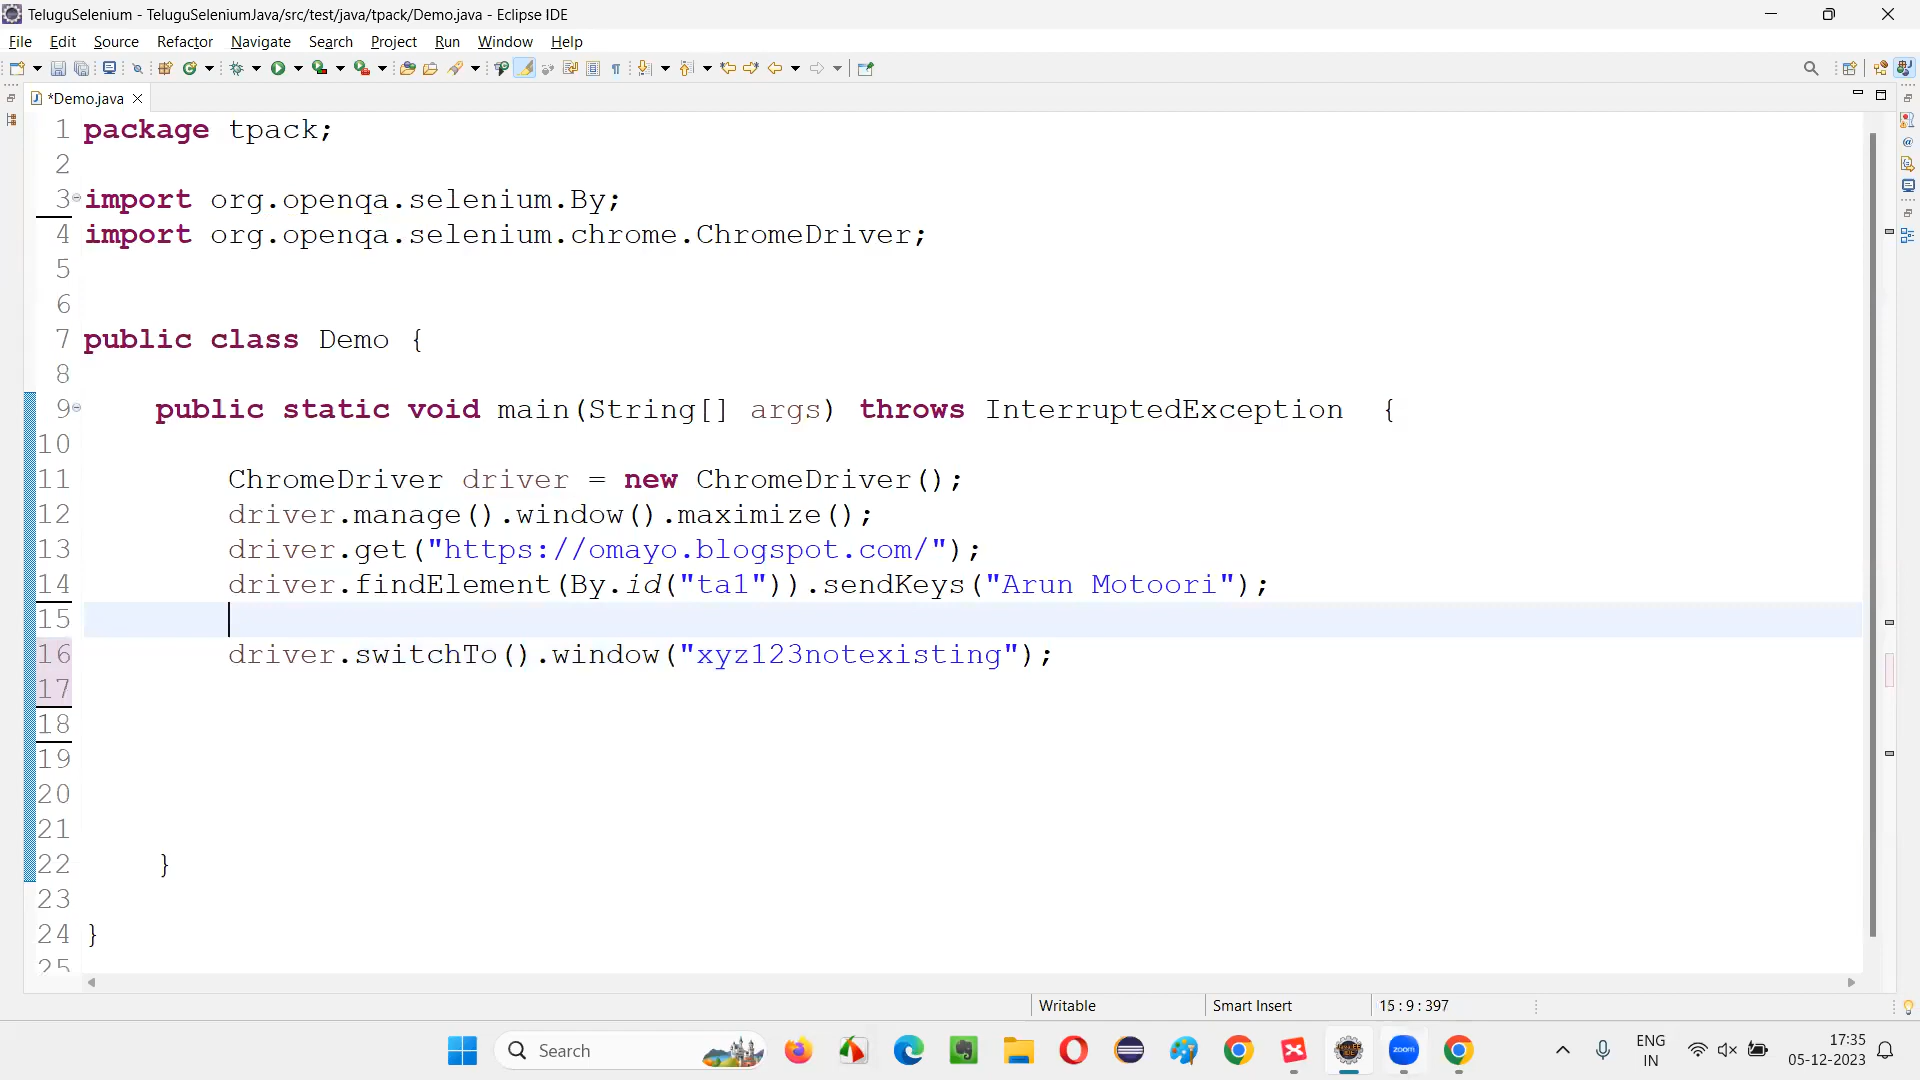 TeluguSelenium - TeluguSeleniumJava/src/test/java/tpack/Demo.java - Eclipse IDE
File Edit Source Refactor Navigate Search Project Run Window Help
*Demo.java
1 package tpack;
2
3 import org.openqa.selenium.By;
4 import org.openqa.selenium.chrome.ChromeDriver;
5
6
7 public class Demo {
8
9 public static void main(String[] args) throws InterruptedException {
10
11 ChromeDriver driver = new ChromeDriver();
12 driver.manage().window().maximize();
13 driver.get("https://omayo.blogspot.com/");
14 driver.findElement(By.id("ta1")).sendKeys("Arun Motoori");
15
16 driver.switchTo().window("xyz123notexisting");
17
18
19
20
21
22 }
23
24 }
25
Writable Smart Insert 15 : 9 : 397
Search
zoom
ENG
IN
17:35
05-12-2023